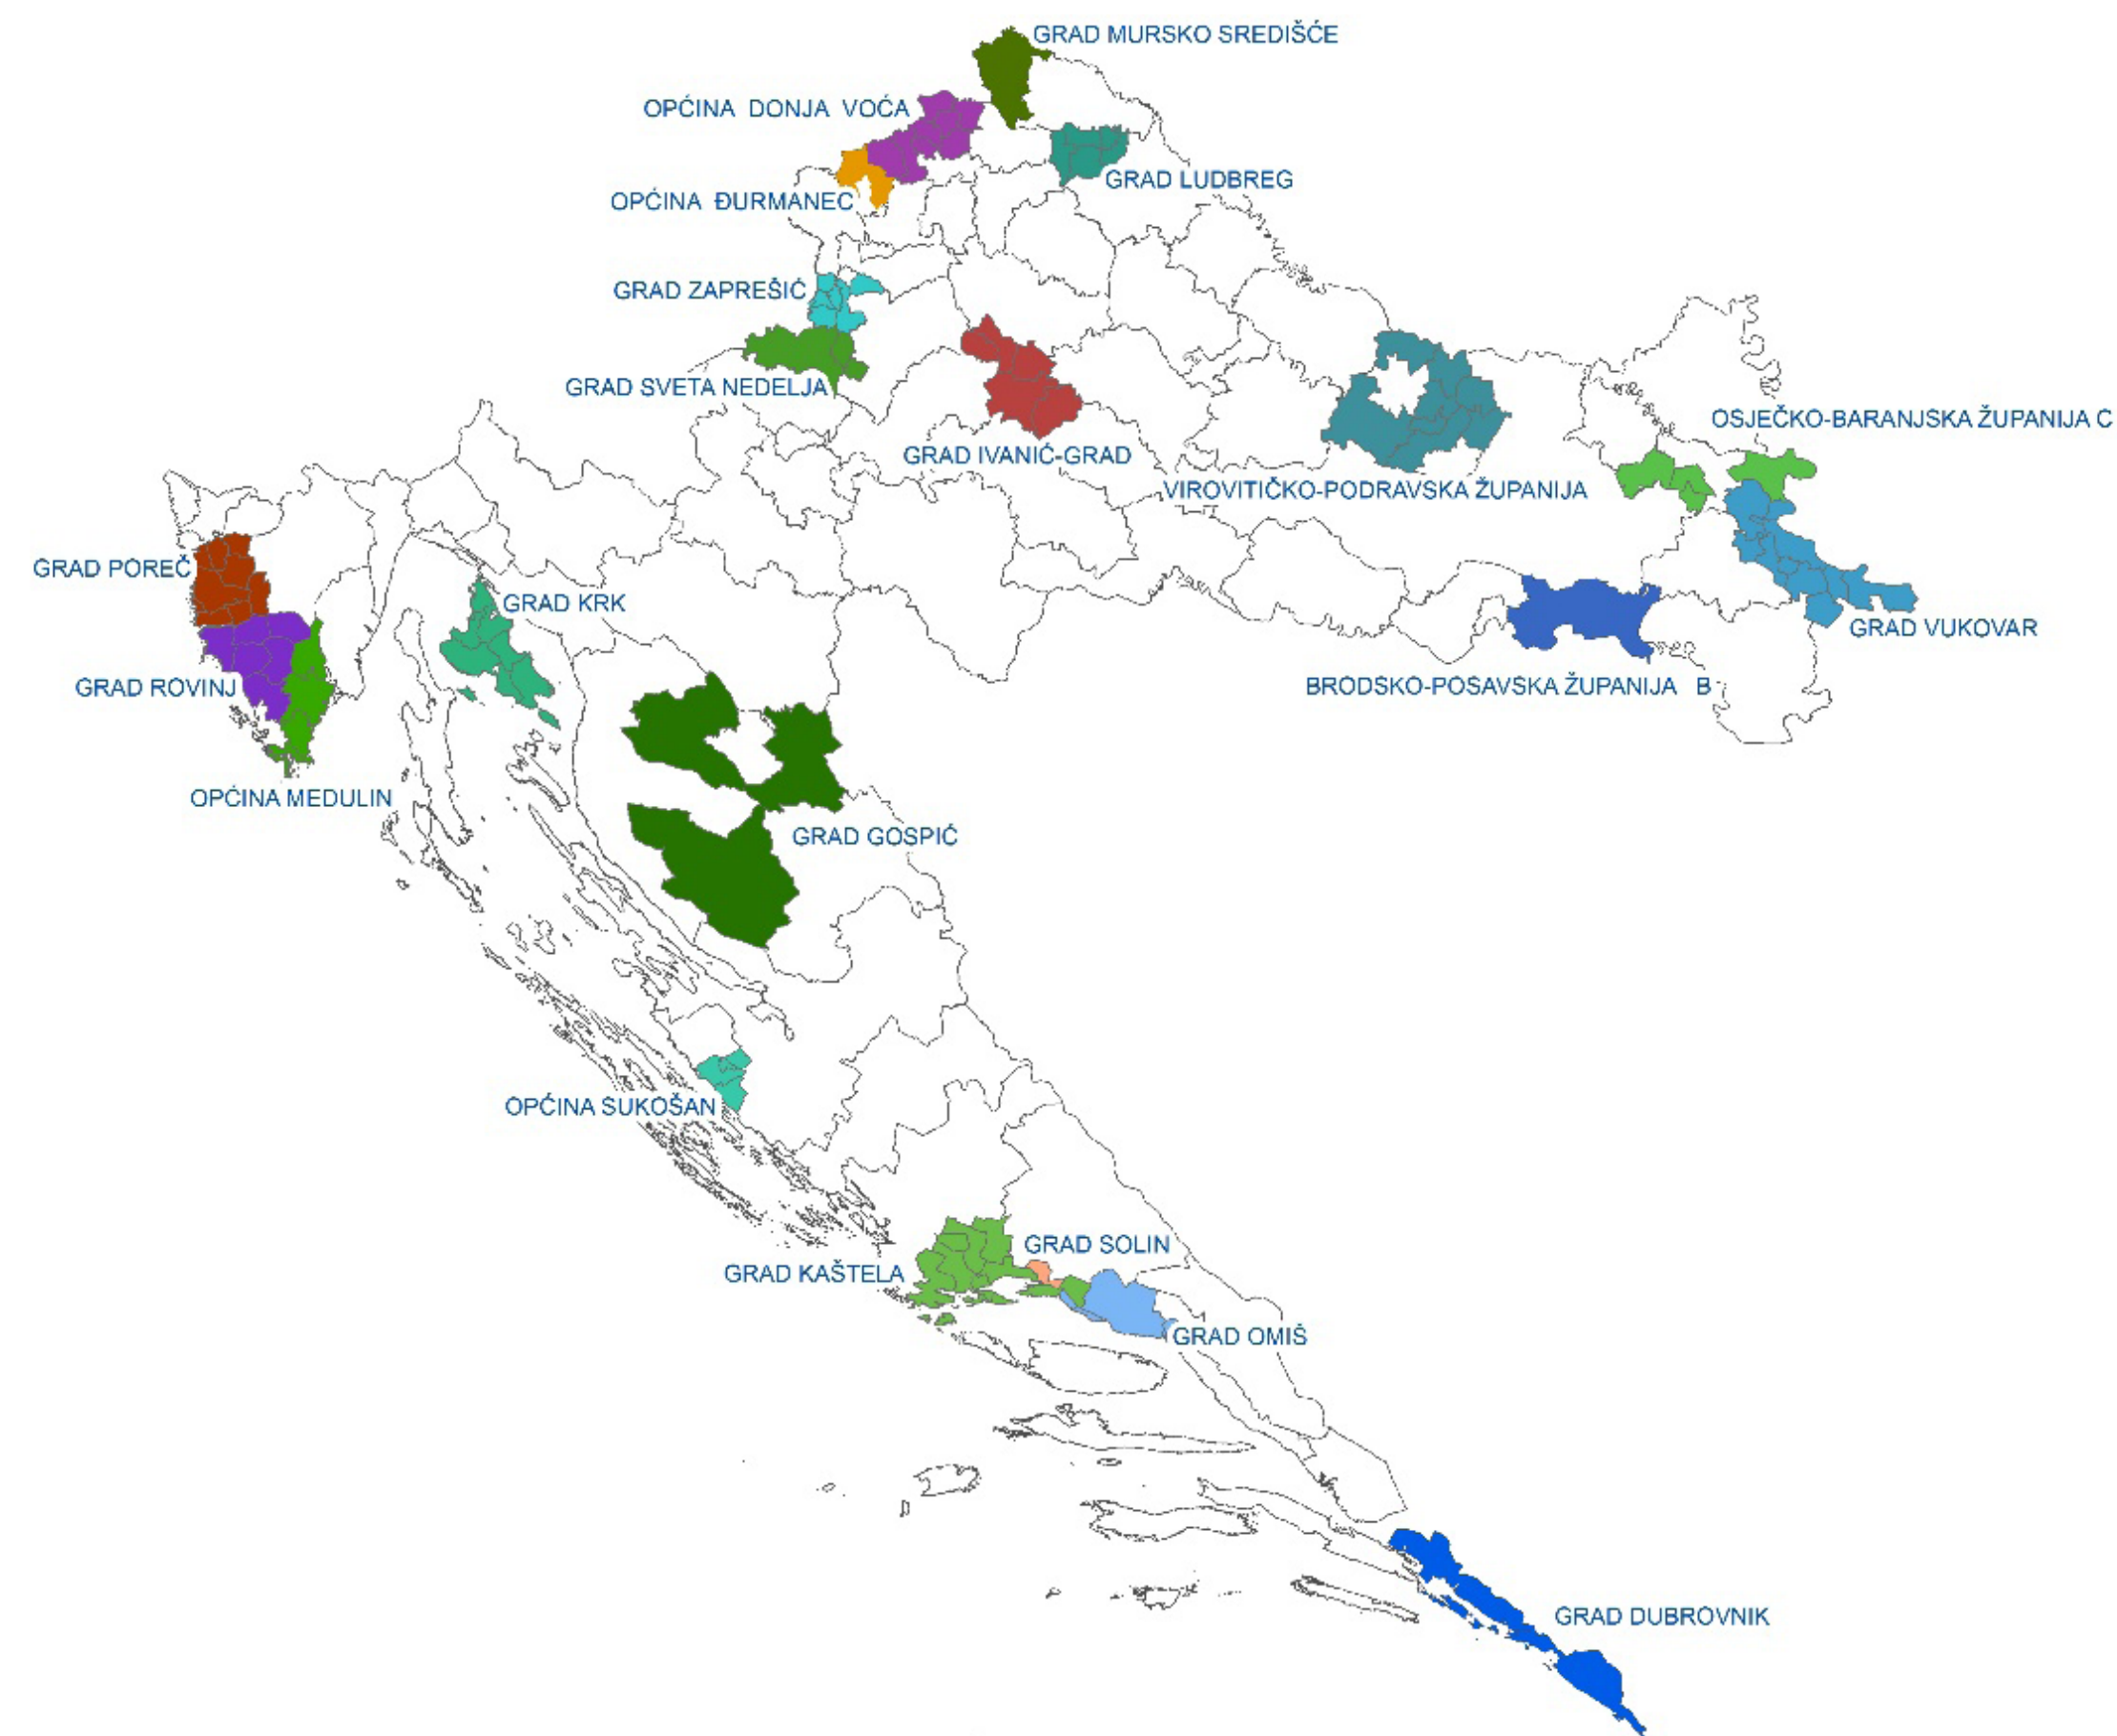 GRAD MURSKO SREDIŠĆE
OPĆINA DONJA VOĆA
GRAD LUDBREG
OPĆINA ĐURMANEC
GRAD ZAPREŠIĆ
GRAD SVETA NEDELJA
OSJEČKO-BARANJSKA ŽUPANIJA C
GRAD IVANIĆ-GRAD
VIROVITIČKO-PODRAVSKA ŽUPANIJA
GRAD POREČ
GRAD KRK
GRAD VUKOVAR
GRAD ROVINJ
BRODSKO-POSAVSKA ŽUPANIJA B
OPĆINA MEDULIN
GRAD GOSPIĆ
OPĆINA SUKOŠAN
GRAD SOLIN
GRAD KAŠTELA
GRAD OMIŠ
GRAD DUBROVNIK